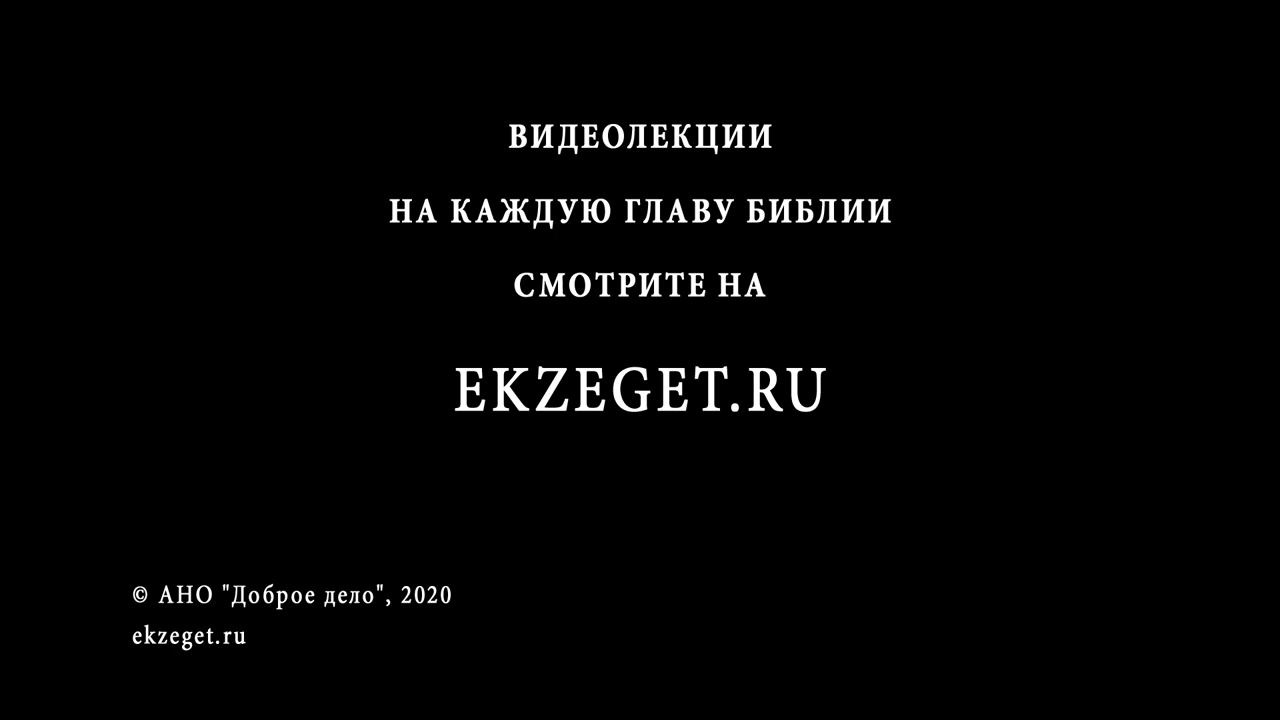 ВИДЕОЛЕКЦИИ
НА КАЖДУЮ ГЛАВУ БИБЛИИ
СМОТРИТЕ НА
EKZEGET.RU
© АНО "Доброе дело", 2020
ekzeget.ru